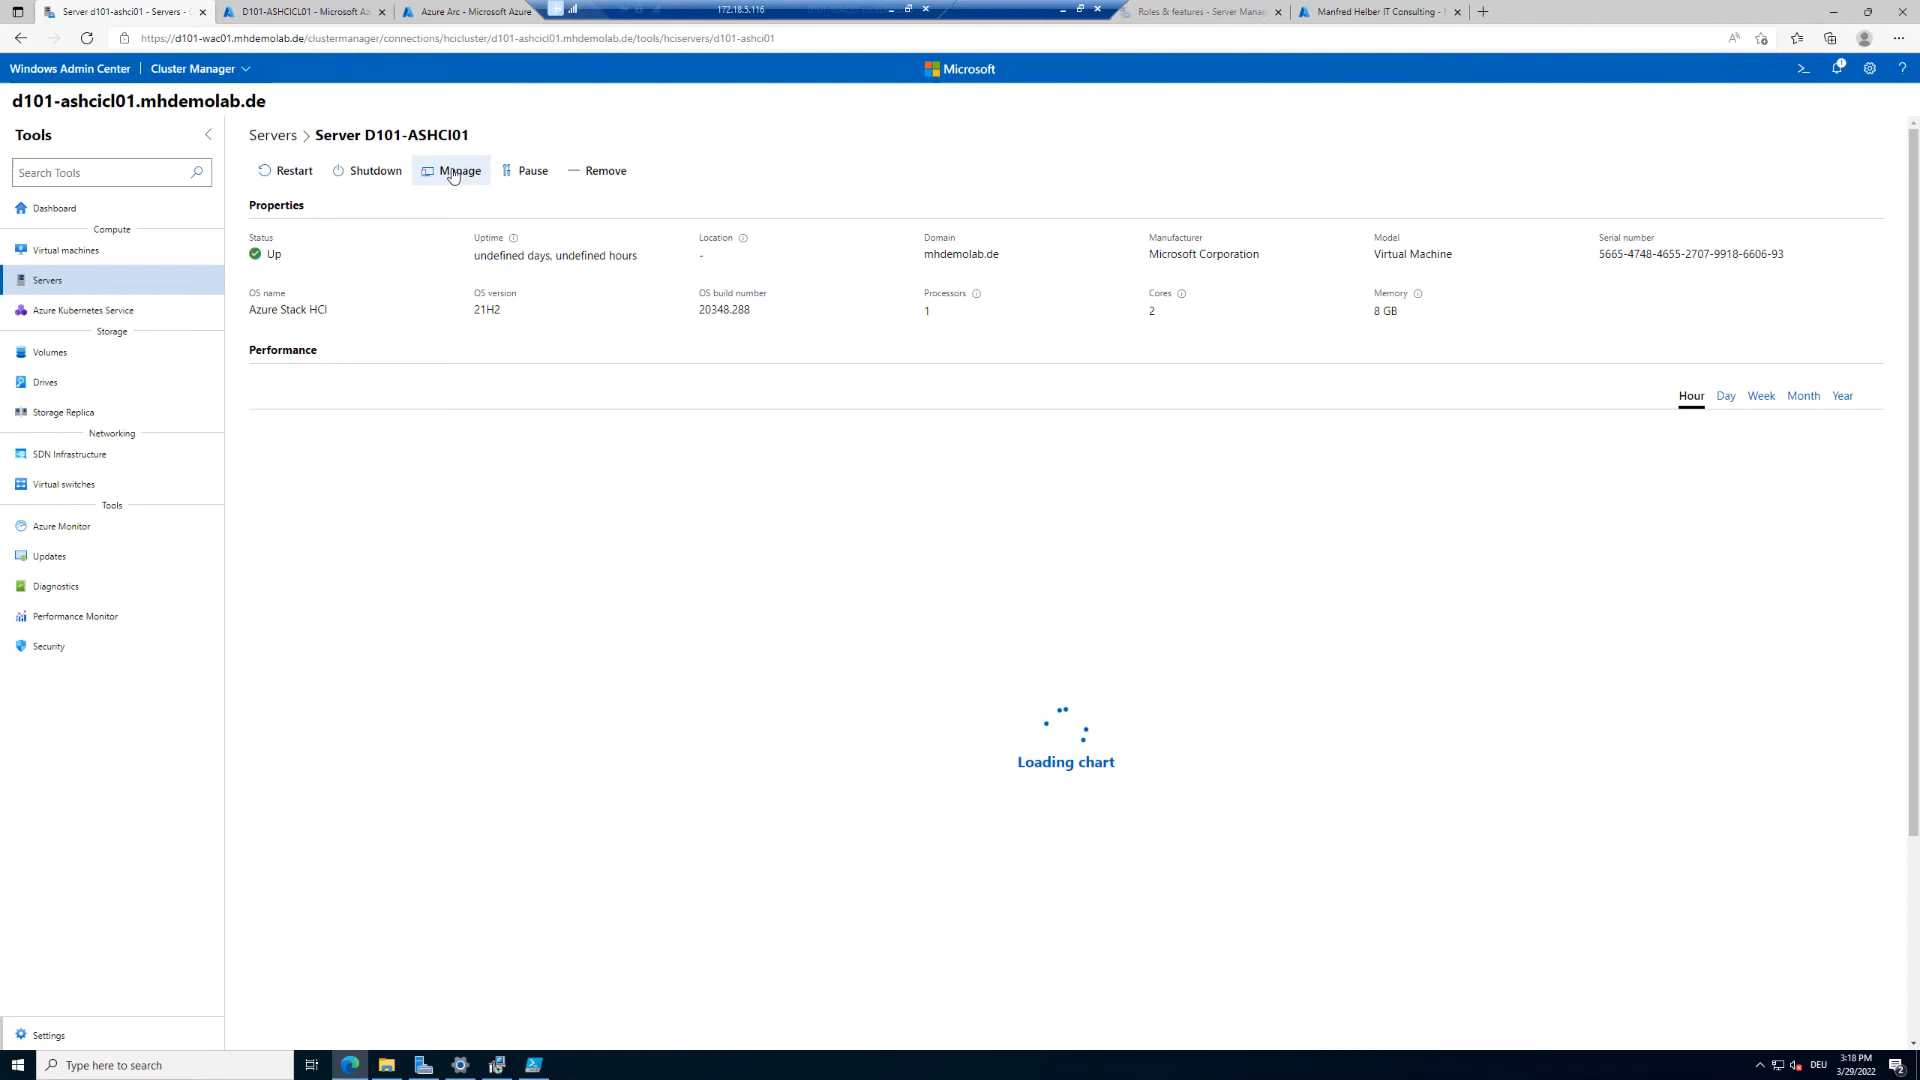 Server d101-ashci01 - Servers - C
D101-ASHCICL01 - Microsoft Az
Azure Arc - Microsoft Azure
172.18.5.116
Roles & features - Server Manag
Manfred Helber IT Consulting -
https://d101-wac01.mhdemolab.de/clustermanager/connections/hcicluster/d101-ashcicl01.mhdemolab.de/tools/hciservers/d101-ashci01
Windows Admin Center
Cluster Manager
Microsoft
d101-ashcicl01.mhdemolab.de
Tools
Search Tools
Dashboard
Compute
Virtual machines
Servers
Azure Kubernetes Service
Storage
Volumes
Drives
Storage Replica
Networking
SDN Infrastructure
Virtual switches
Tools
Azure Monitor
Updates
Diagnostics
Performance Monitor
Security
Settings
Servers > Server D101-ASHCI01
Restart Shutdown Manage Pause Remove
Properties
Status Uptime Location Domain Manufacturer Model Serial number
Up undefined days, undefined hours - mhdemolab.de Microsoft Corporation Virtual Machine 5665-4748-4655-2707-9918-6606-93
OS name OS version OS build number Processors Cores Memory
Azure Stack HCI 21H2 20348.288 1 2 8 GB
Performance
Hour Day Week Month Year
Loading chart
Type here to search
DEU
3:18 PM
3/29/2022
2